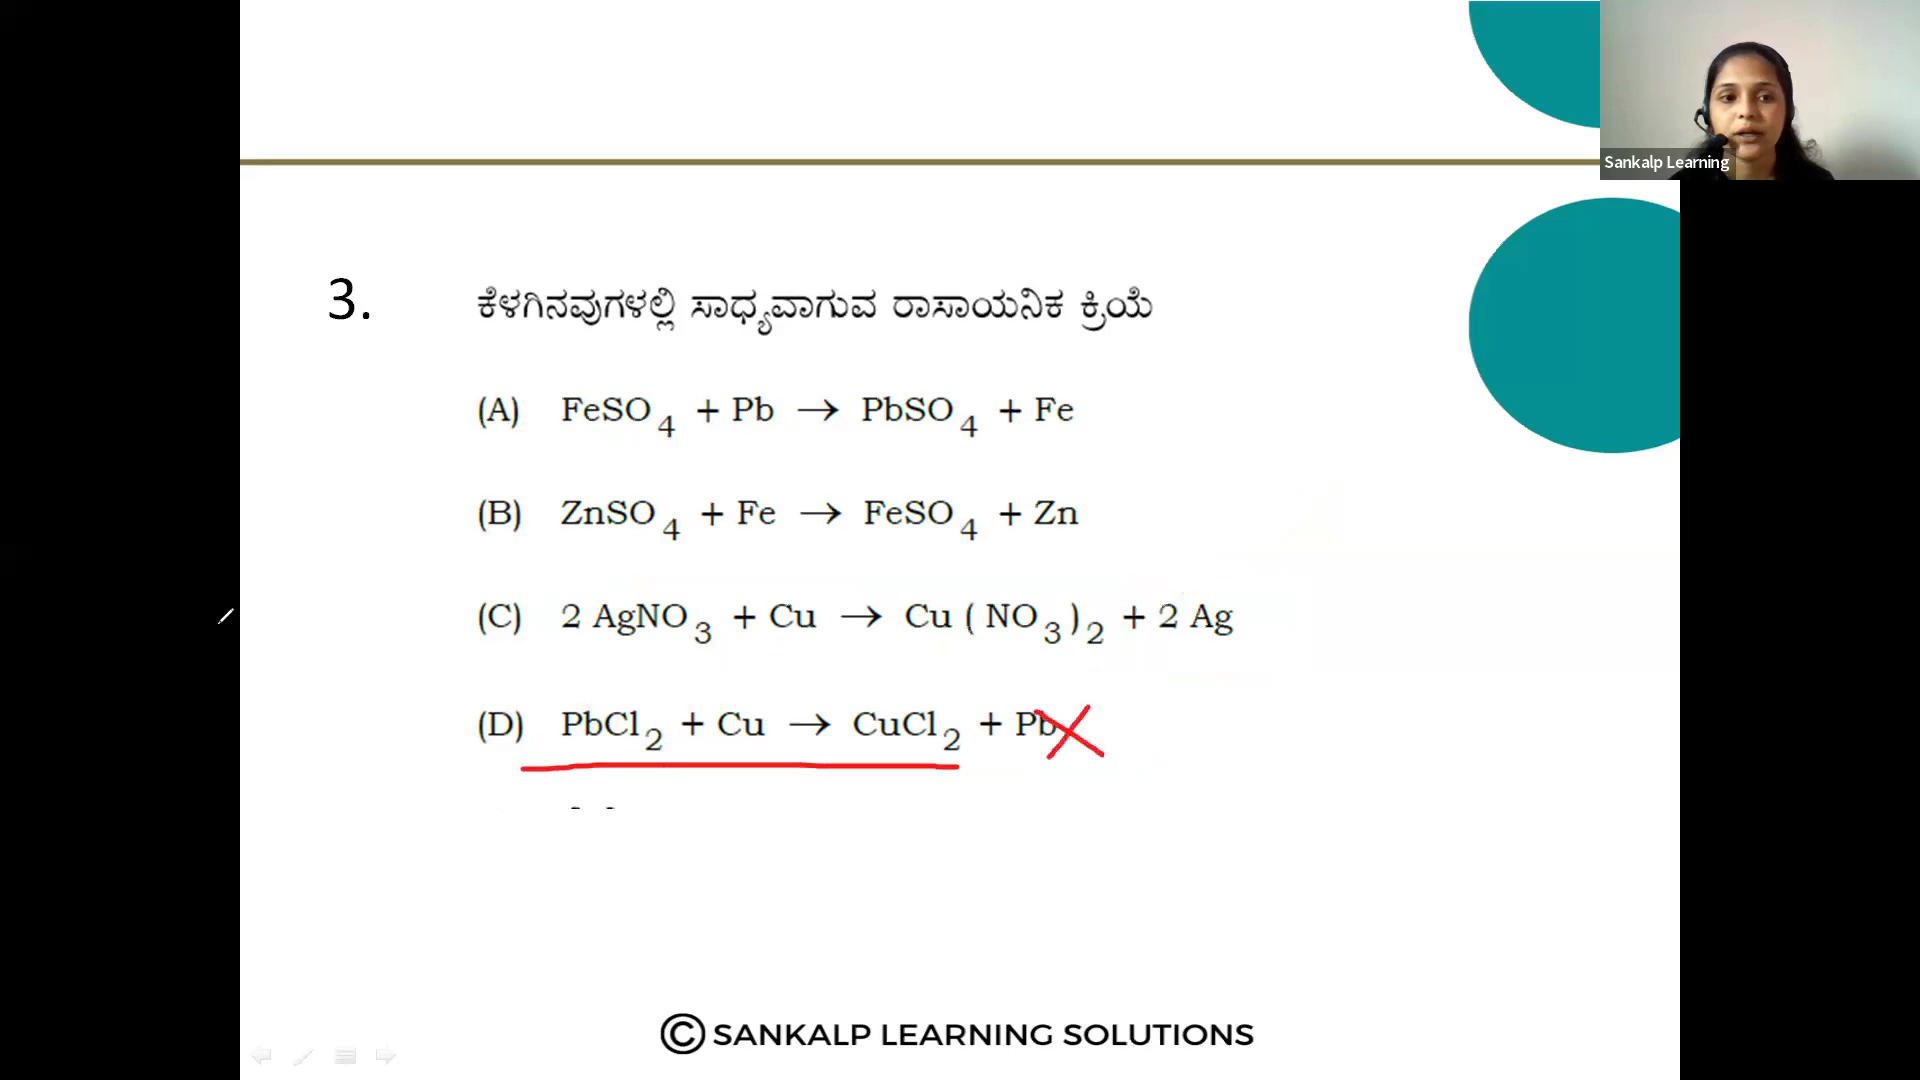 Sankalp Learning
3. ಕೆಳಗಿನವುಗಳಲ್ಲಿ ಸಾಧ್ಯವಾಗುವ ರಾಸಾಯನಿಕ ಕ್ರಿಯೆ
(A) FeSO₄ + Pb → PbSO₄ + Fe
(B) ZnSO₄ + Fe → FeSO₄ + Zn
(C) 2 AgNO₃ + Cu → Cu ( NO₃)₂ + 2 Ag
(D) PbCl₂ + Cu → CuCl₂ + Pb
© SANKALP LEARNING SOLUTIONS